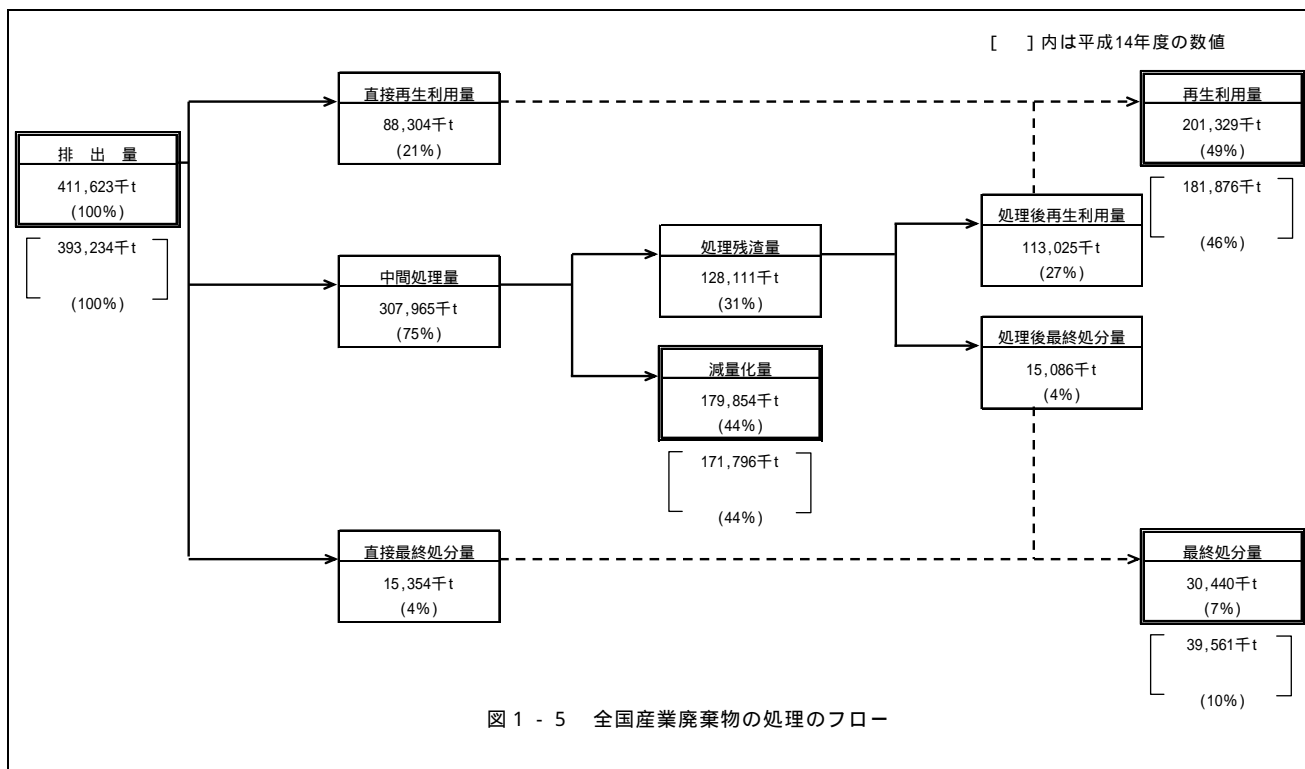 [　]内は平成14年度の数値
排 出 量
411,623千t
(100%)
393,234千t
(100%)
直接再生利用量
88,304千t
(21%)
中間処理量
307,965千t
(75%)
直接最終処分量
15,354千t
(4%)
処理残渣量
128,111千t
(31%)
減量化量
179,854千t
(44%)
171,796千t
(44%)
処理後再生利用量
113,025千t
(27%)
処理後最終処分量
15,086千t
(4%)
再生利用量
201,329千t
(49%)
181,876千t
(46%)
最終処分量
30,440千t
(7%)
39,561千t
(10%)
図1-5 全国産業廃棄物の処理のフロー